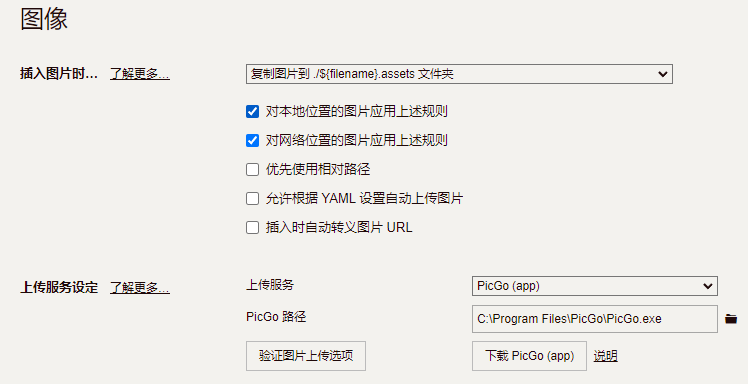 图像
插入图片时... 了解更多... 复制图片到 ./${filename}.assets 文件夹
对本地位置的图片应用上述规则
对网络位置的图片应用上述规则
优先使用相对路径
允许根据 YAML 设置自动上传图片
插入时自动转义图片 URL
上传服务设定 了解更多... 上传服务 PicGo (app)
PicGo 路径 C:\Program Files\PicGo\PicGo.exe
验证图片上传选项 下载 PicGo (app) 说明